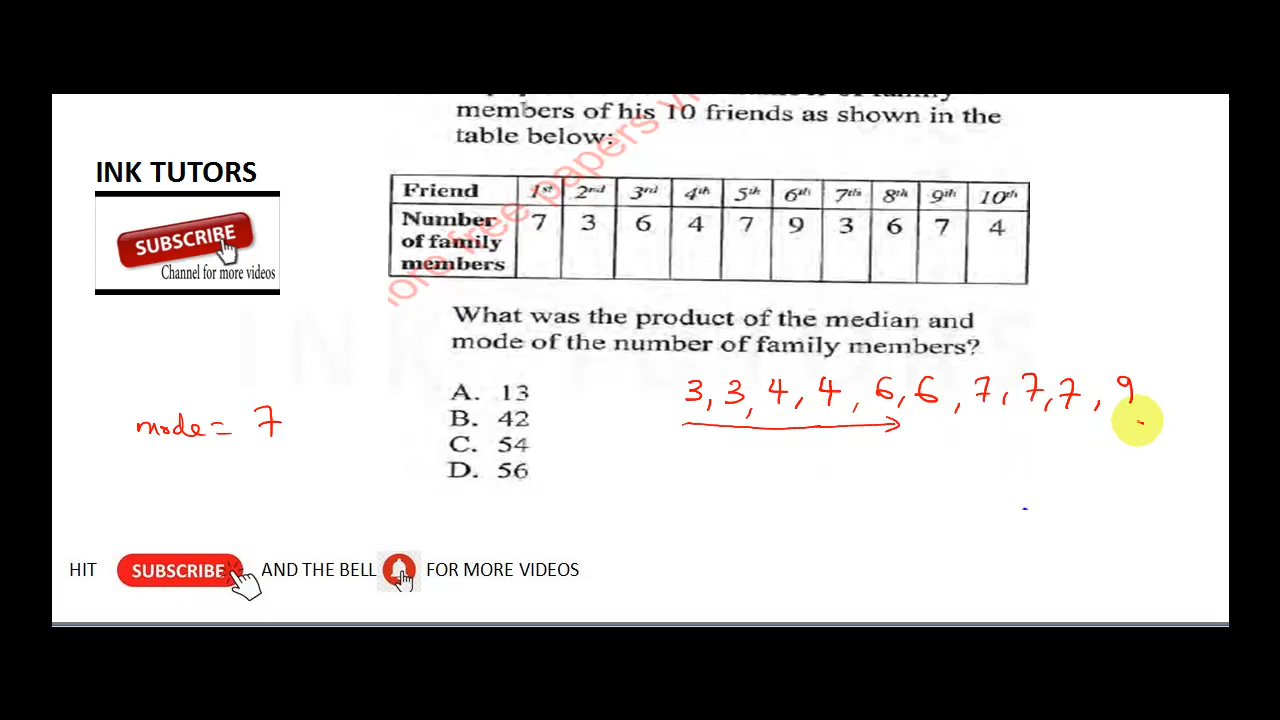 members of his 10 friends as shown in the
table below:
INK TUTORS
SUBSCRIBE
Channel for more videos
Friend 1st 2nd 3rd 4th 5th 6th 7th 8th 9th 10th
Number of family members 7 3 6 4 7 9 3 6 7 4
What was the product of the median and
mode of the number of family members?
A. 13
B. 42
C. 54
D. 56
3, 3, 4, 4, 6, 6, 7, 7, 7, 9
mode = 7
HIT SUBSCRIBE AND THE BELL FOR MORE VIDEOS